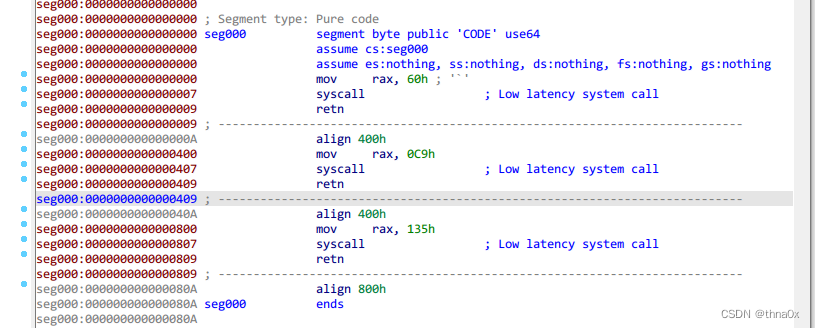 seg000:0000000000000000
seg000:0000000000000000 ; Segment type: Pure code
seg000:0000000000000000 seg000 segment byte public 'CODE' use64
seg000:0000000000000000 assume cs:seg000
seg000:0000000000000000 assume es:nothing, ss:nothing, ds:nothing, fs:nothing, gs:nothing
seg000:0000000000000000 mov rax, 60h ; '`'
seg000:0000000000000007 syscall ; Low latency system call
seg000:0000000000000009 retn
seg000:0000000000000009 ; ---------------------------------------------------------------------------
seg000:000000000000000A align 400h
seg000:0000000000000400 mov rax, 0C9h
seg000:0000000000000407 syscall ; Low latency system call
seg000:0000000000000409 retn
seg000:0000000000000409 ; ---------------------------------------------------------------------------
seg000:000000000000040A align 400h
seg000:0000000000000800 mov rax, 135h
seg000:0000000000000807 syscall ; Low latency system call
seg000:0000000000000809 retn
seg000:0000000000000809 ; ---------------------------------------------------------------------------
seg000:000000000000080A align 800h
seg000:000000000000080A seg000 ends
seg000:000000000000080A
CSDN @thna0x